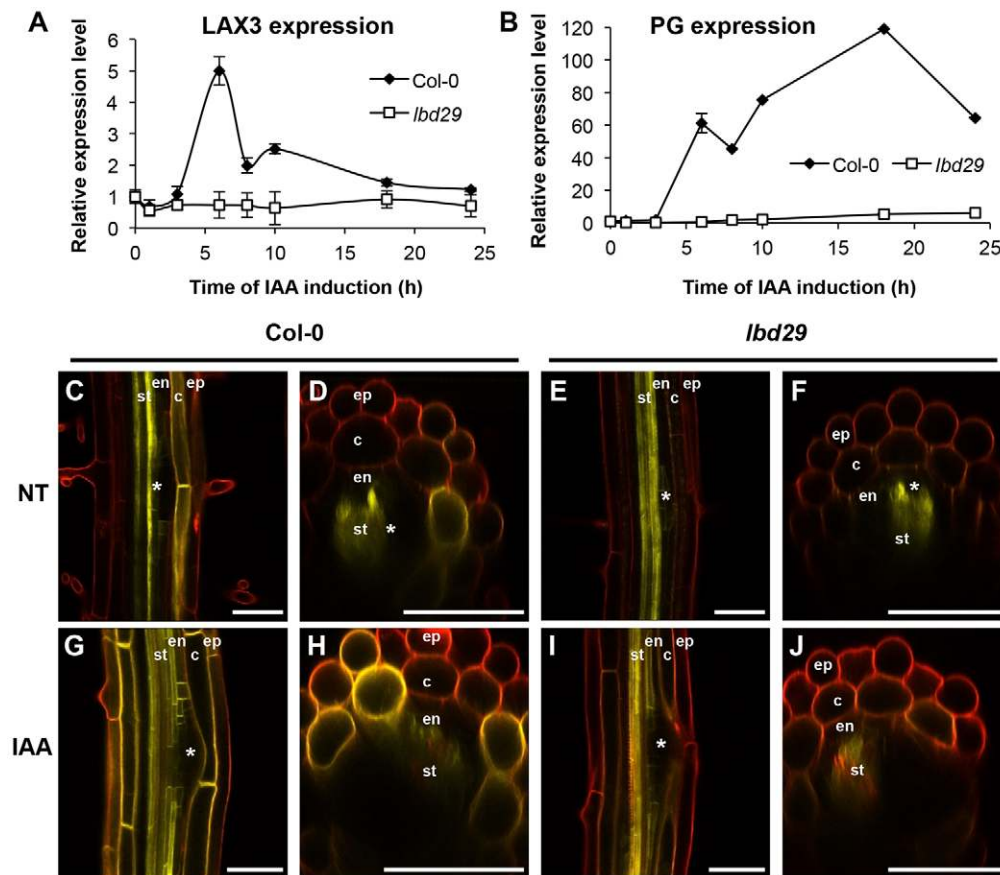 A LAX3 expression
Relative expression level
6
5
4
3
2
1
0
0 5 10 15 20 25
Time of IAA induction (h)
Col-0
lbd29
B PG expression
Relative expression level
120
100
80
60
40
20
0
0 5 10 15 20 25
Time of IAA induction (h)
Col-0 lbd29
Col-0 lbd29
NT
C
st en c ep
*
D
ep
c
en
st *
E
st en c ep
*
F
ep
c
en *
st
IAA
G
st en c ep
*
H
ep
c
en
st
I
st en c ep
*
J
ep
c
en
st